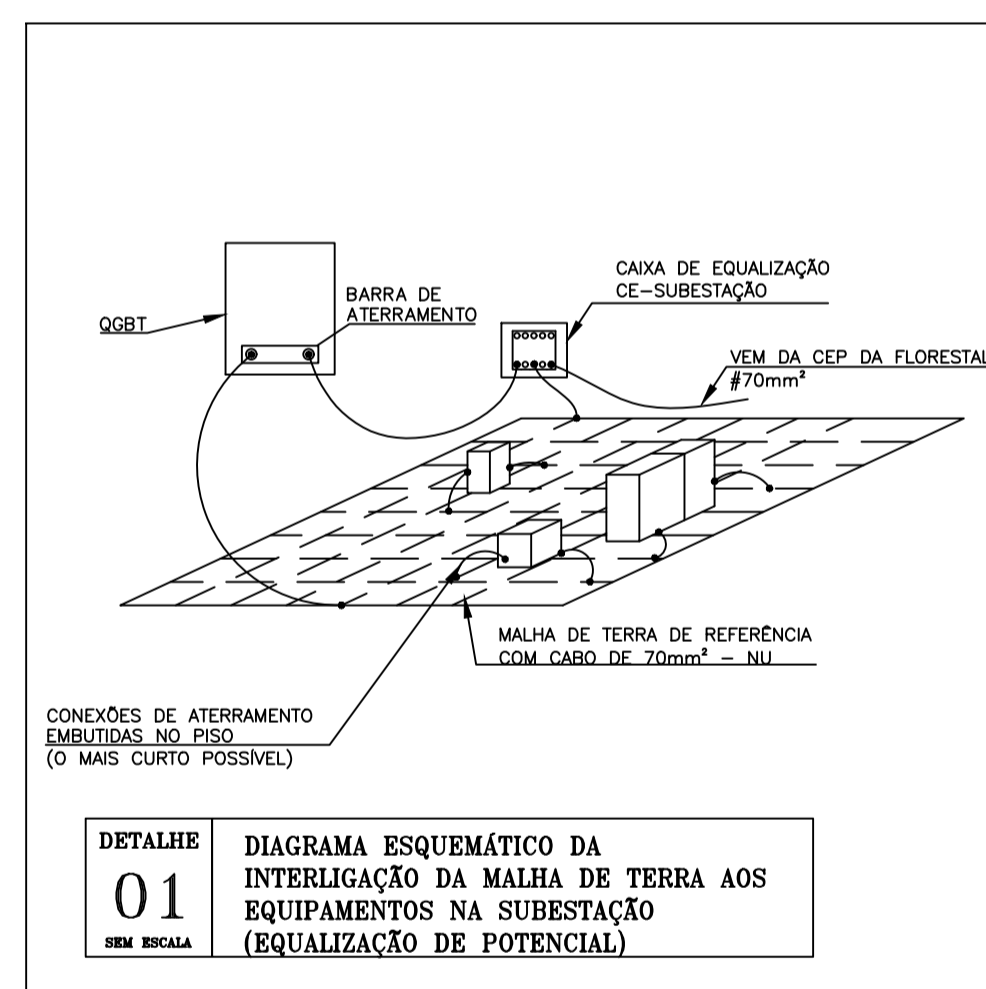 CAIXA DE EQUALIZAÇÃO
CE-SUBESTAÇÃO
BARRA DE
ATERRAMENTO
QGBT
VEM DA CEP DA FLORESTAL
#70mm²
MALHA DE TERRA DE REFERÊNCIA
COM CABO DE 70mm² – NU
CONEXÕES DE ATERRAMENTO
EMBUTIDAS NO PISO
(O MAIS CURTO POSSÍVEL)
DETALHE
01
SEM ESCALA
DIAGRAMA ESQUEMÁTICO DA
INTERLIGAÇÃO DA MALHA DE TERRA AOS
EQUIPAMENTOS NA SUBESTAÇÃO
(EQUALIZAÇÃO DE POTENCIAL)